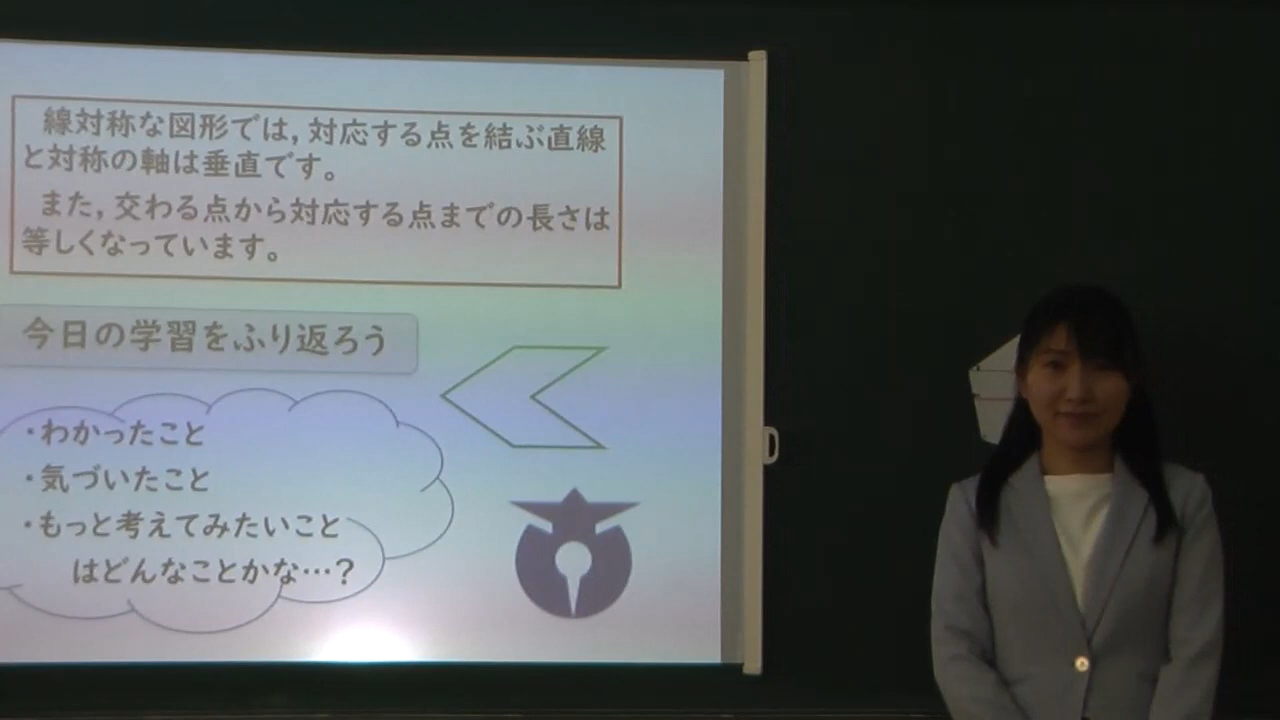 線対称な図形では,対応する点を結ぶ直線
と対称の軸は垂直です。
また,交わる点から対応する点までの長さは
等しくなっています。
今日の学習をふり返ろう
・わかったこと
・気づいたこと
・もっと考えてみたいこと
はどんなことかな…?